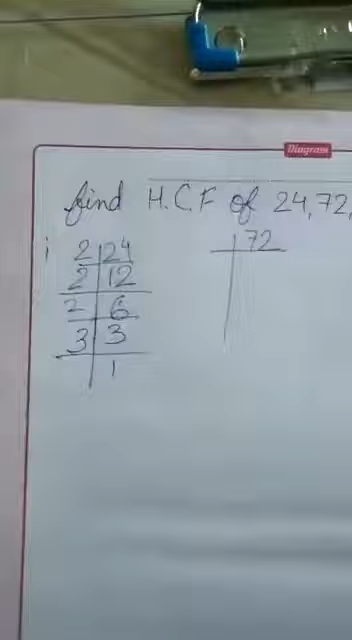 Diagram
find H.C.F of 24,72,
i 2 24 72
2 12
2 6
3 3
1